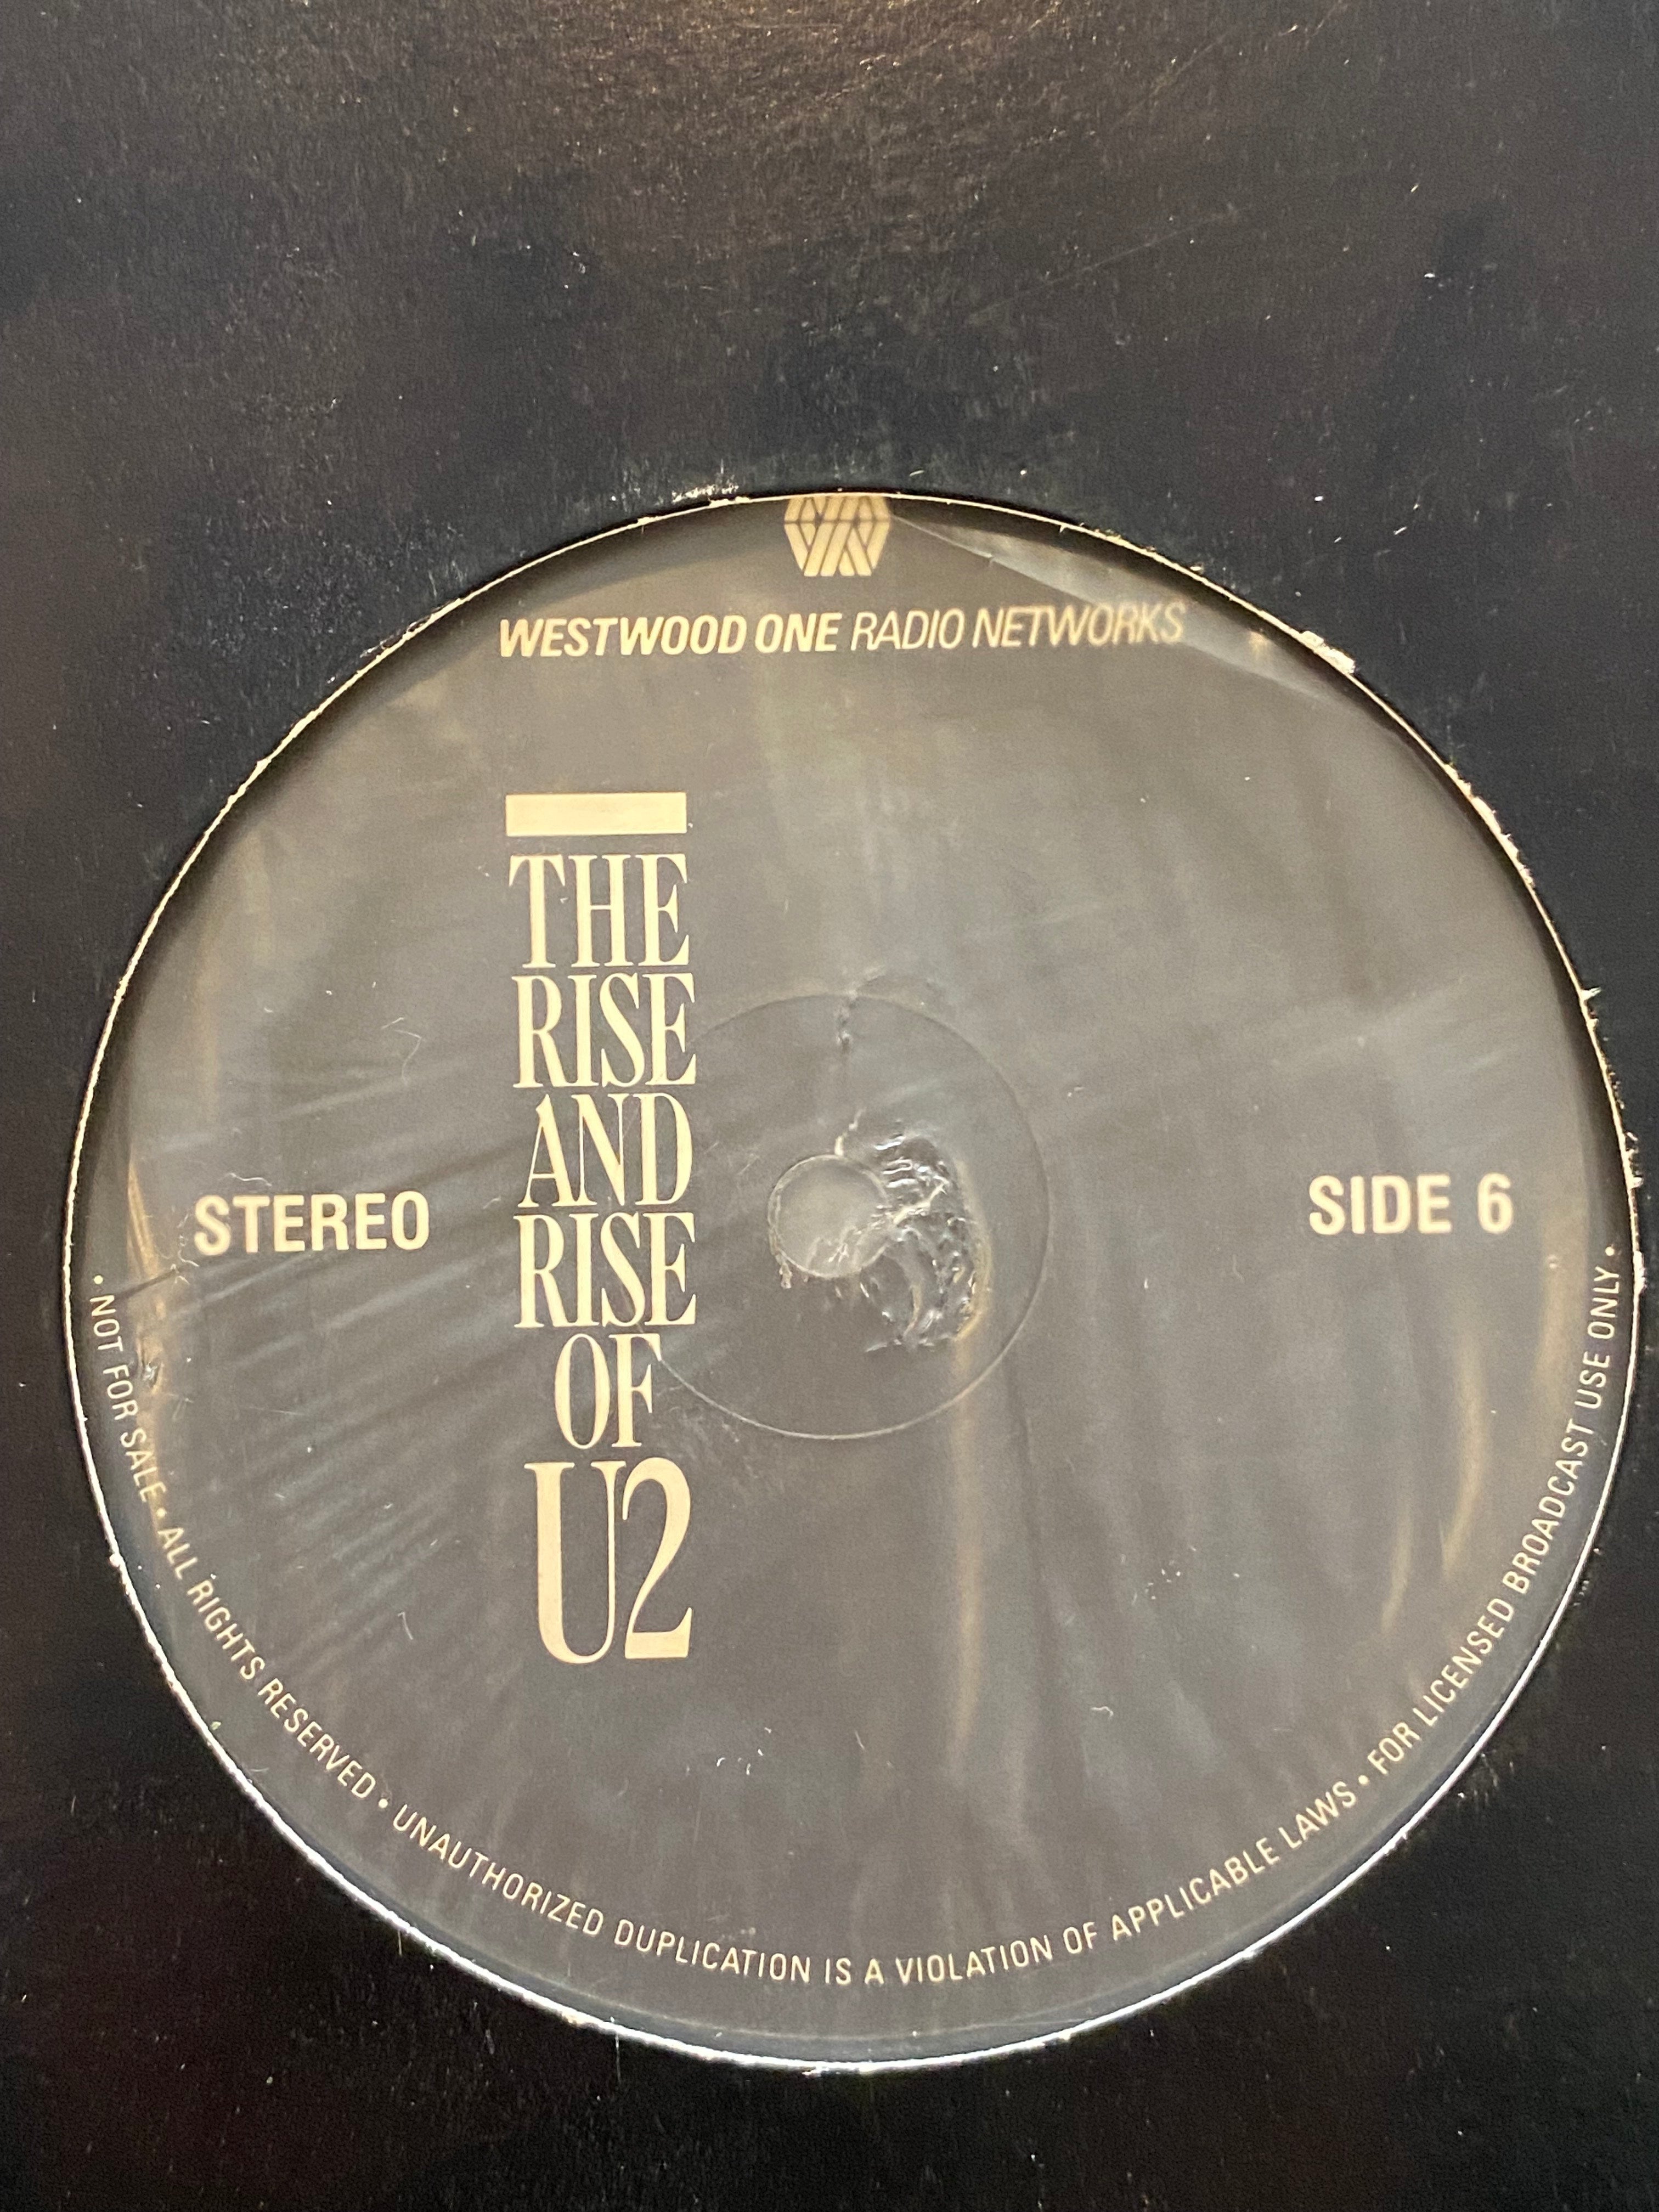 WESTWOOD ONE RADIO NETWORKS
THE
RISE
AND
RISE
OF
U2
STEREO
SIDE 6
• NOT FOR SALE • ALL RIGHTS RESERVED • UNAUTHORIZED DUPLICATION IS A VIOLATION OF APPLICABLE LAWS • FOR LICENSED BROADCAST USE ONLY •